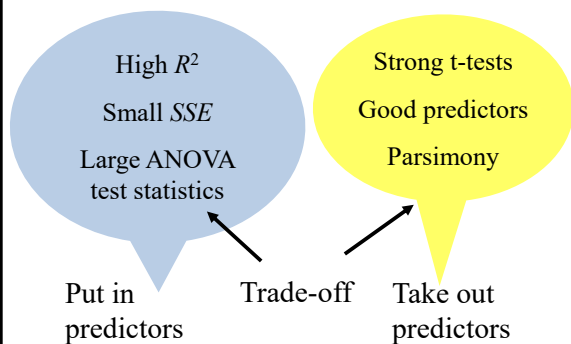 High R²
Small SSE
Large ANOVA
test statistics
Strong t-tests
Good predictors
Parsimony
Put in
predictors
Trade-off
Take out
predictors